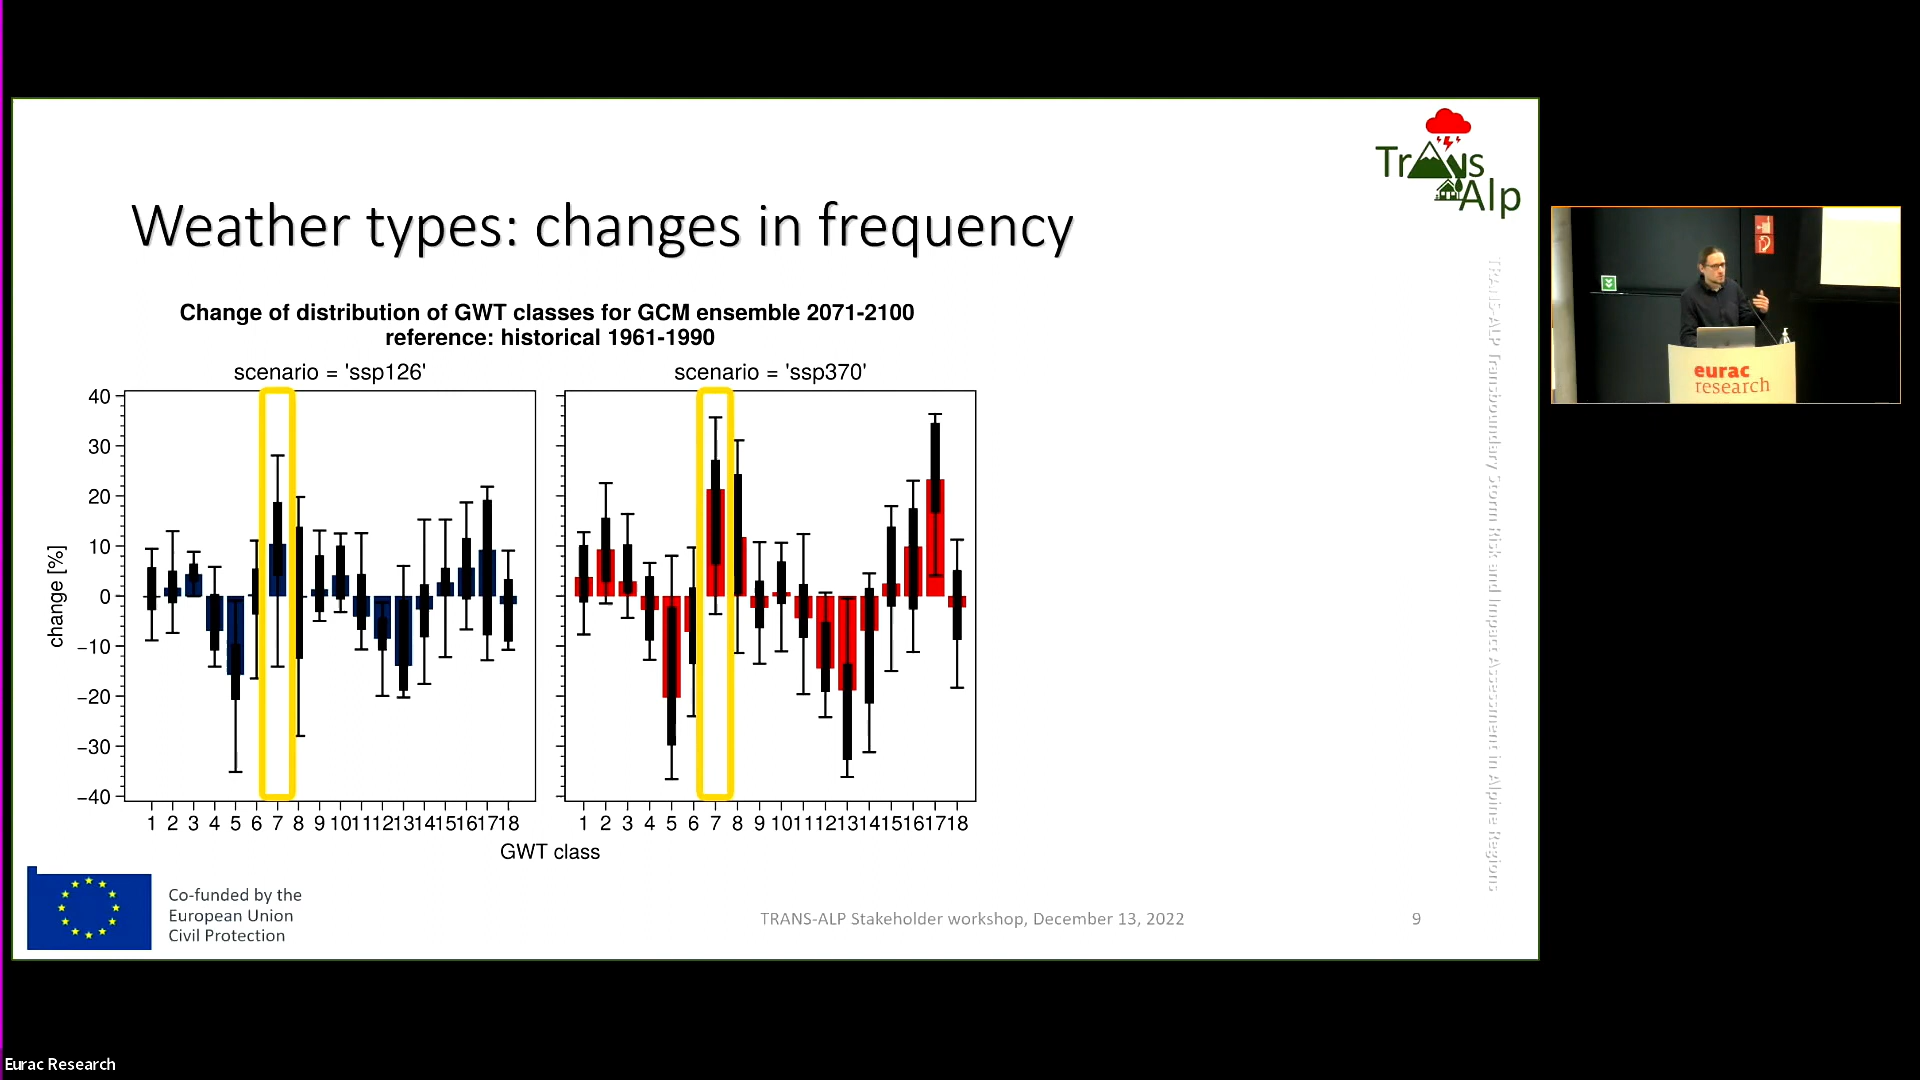 Trans
Alp
Weather types: changes in frequency
Change of distribution of GWT classes for GCM ensemble 2071-2100
reference: historical 1961-1990
scenario = 'ssp126'
scenario = 'ssp370'
change [%]
40
30
20
10
0
−10
−20
−30
−40
1 2 3 4 5 6 7 8 9 10 11 12 13 14 15 16 17 18
1 2 3 4 5 6 7 8 9 10 11 12 13 14 15 16 17 18
GWT class
TRANS-ALP Transboundary Storm Risk and Impact Assessment in Alpine Regions
Co-funded by the
European Union
Civil Protection
TRANS-ALP Stakeholder workshop, December 13, 2022
9
eurac
research
Eurac Research